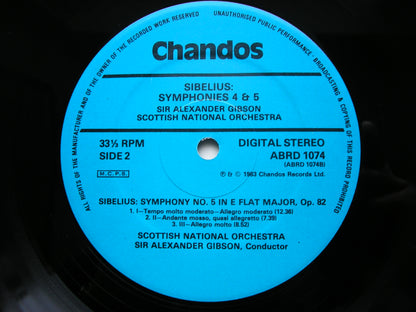 ALL RIGHTS OF THE MANUFACTURER AND OF THE OWNER OF THE RECORDED WORK RESERVED UNAUTHORISED PUBLIC PERFORMANCE · BROADCASTING & COPYING OF THIS RECORD PROHIBITED
Chandos
SIBELIUS:
SYMPHONIES 4 & 5
SIR ALEXANDER GIBSON
SCOTTISH NATIONAL ORCHESTRA
33⅓ RPM DIGITAL STEREO
SIDE 2 ABRD 1074
(ABRD 1074B)
M.C.P.S. ℗ & © 1983 Chandos Records Ltd.
SIBELIUS: SYMPHONY NO. 5 IN E FLAT MAJOR, Op. 82
1. I—Tempo molto moderato—Allegro moderato (12.36)
2. II—Andante mosso, quasi allegretto (7.39)
3. III—Allegro molto (8.52)
SCOTTISH NATIONAL ORCHESTRA
SIR ALEXANDER GIBSON, Conductor